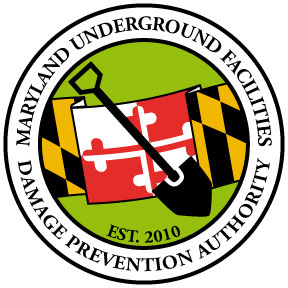 MARYLAND UNDERGROUND FACILITIES
DAMAGE PREVENTION AUTHORITY
EST. 2010